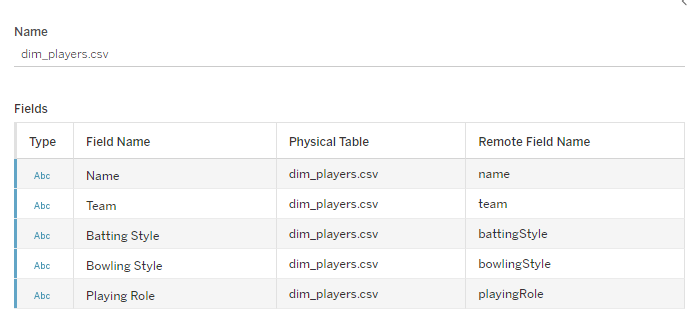 Name
dim_players.csv
Fields
Type Field Name Physical Table Remote Field Name
Abc Name dim_players.csv name
Abc Team dim_players.csv team
Abc Batting Style dim_players.csv battingStyle
Abc Bowling Style dim_players.csv bowlingStyle
Abc Playing Role dim_players.csv playingRole